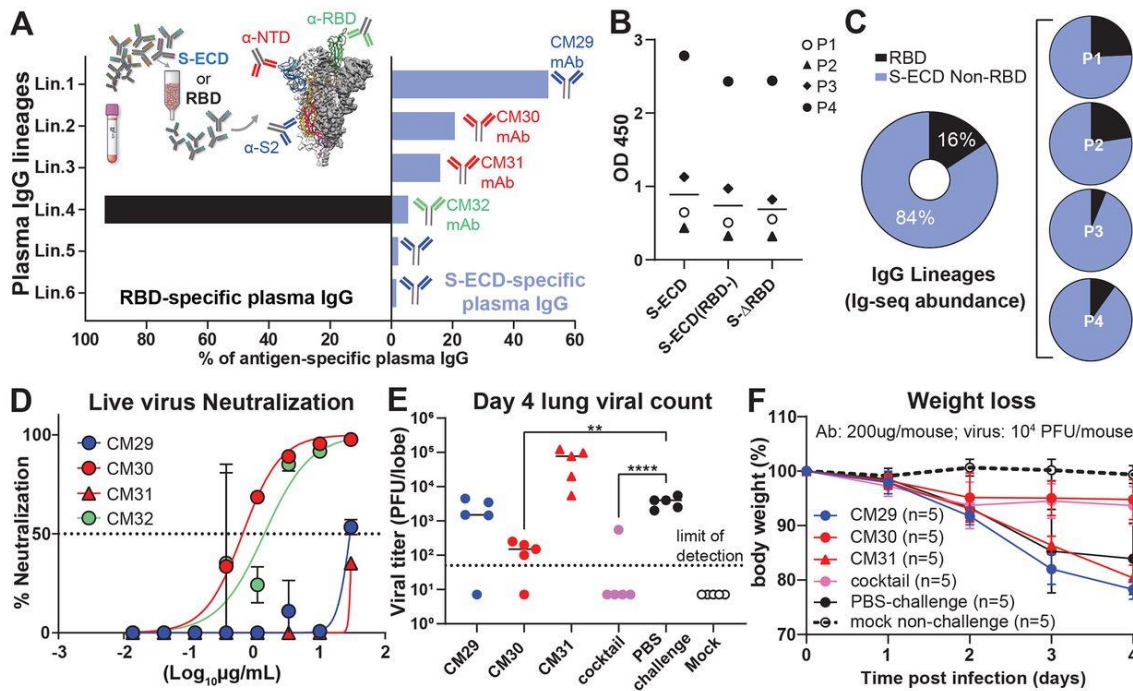 A
Plasma IgG lineages
Lin.1
Lin.2
Lin.3
Lin.4
Lin.5
Lin.6
S-ECD
or
RBD
α-NTD
α-RBD
α-S2
CM29
mAb
CM30
mAb
CM31
mAb
CM32
mAb
RBD-specific plasma IgG
S-ECD-specific
plasma IgG
100 80 60 40 20 0 20 40 60
% of antigen-specific plasma IgG
B
OD 450
3
2
1
0
P1
P2
P3
P4
S-ECD
S-ECD(RBD-)
S-ΔRBD
C
RBD
S-ECD Non-RBD
16%
84%
IgG Lineages
(Ig-seq abundance)
P1
P2
P3
P4
D
Live virus Neutralization
% Neutralization
100
50
0
CM29
CM30
CM31
CM32
-3 -2 -1 0 1 2
(Log₁₀µg/mL)
E
Day 4 lung viral count
Viral titer (PFU/lobe)
10⁶
10⁵
10⁴
10³
10²
10¹
10⁰
**
****
limit of
detection
CM29
CM30
CM31
cocktail
PBS
challenge
Mock
F
Weight loss
Ab: 200ug/mouse; virus: 10⁴ PFU/mouse
body weight (%)
110
100
90
80
70
CM29 (n=5)
CM30 (n=5)
CM31 (n=5)
cocktail (n=5)
PBS-challenge (n=5)
mock non-challenge (n=5)
0 1 2 3 4
Time post infection (days)